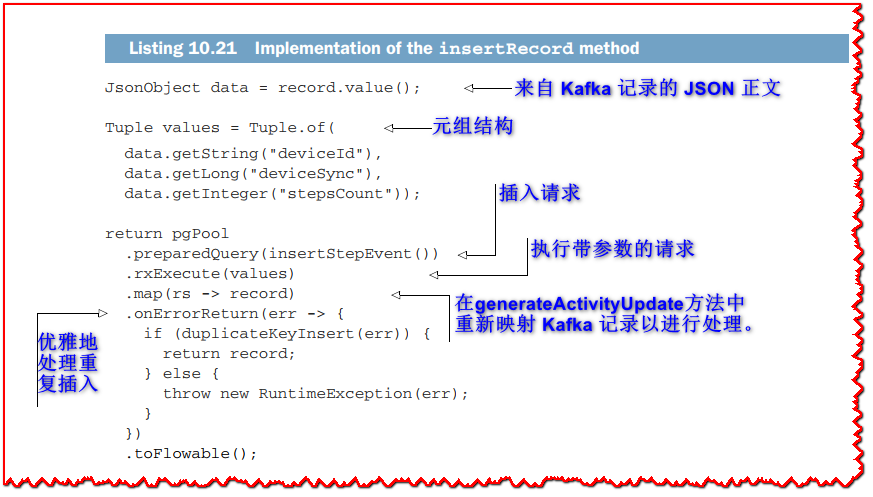 Listing 10.21 Implementation of the insertRecord method
JsonObject data = record.value();
来自 Kafka 记录的 JSON 正文
Tuple values = Tuple.of(
元组结构
data.getString("deviceId"),
data.getLong("deviceSync"),
data.getInteger("stepsCount"));
插入请求
return pgPool
.preparedQuery(insertStepEvent())
执行带参数的请求
.rxExecute(values)
.map(rs -> record)
在generateActivityUpdate方法中
重新映射 Kafka 记录以进行处理。
.onErrorReturn(err -> {
优雅地
处理重
复插入
if (duplicateKeyInsert(err)) {
return record;
} else {
throw new RuntimeException(err);
}
})
.toFlowable();